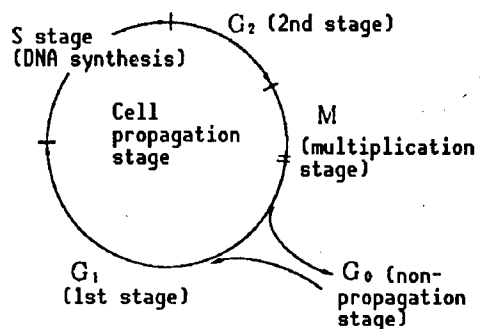 S stage
(DNA synthesis)
G₂ (2nd stage)
Cell
propagation
stage
M
(multiplication
stage)
G₁
(1st stage)
G₀ (non-
propagation
stage)